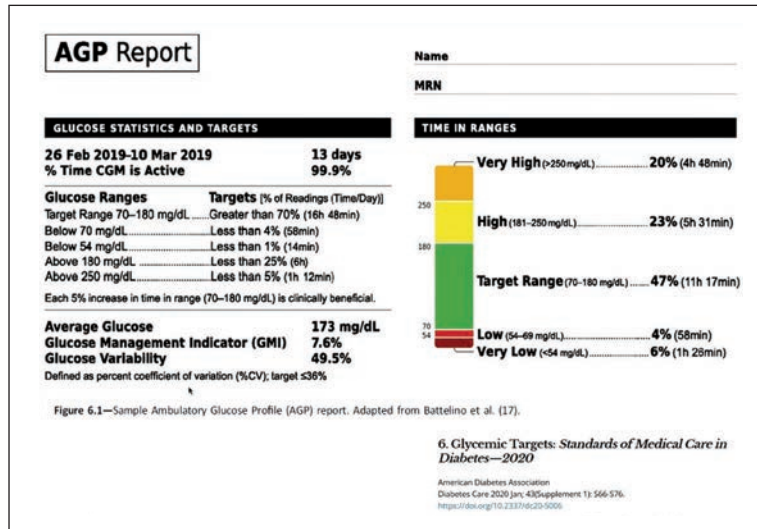 AGP Report
Name
MRN
GLUCOSE STATISTICS AND TARGETS
26 Feb 2019-10 Mar 2019 13 days
% Time CGM is Active 99.9%
Glucose Ranges Targets [% of Readings (Time/Day)]
Target Range 70–180 mg/dL ......Greater than 70% (16h 48min)
Below 70 mg/dL......Less than 4% (58min)
Below 54 mg/dL......Less than 1% (14min)
Above 180 mg/dL ......Less than 25% (6h)
Above 250 mg/dL......Less than 5% (1h 12min)
Each 5% increase in time in range (70–180 mg/dL) is clinically beneficial.
Average Glucose 173 mg/dL
Glucose Management Indicator (GMI) 7.6%
Glucose Variability 49.5%
Defined as percent coefficient of variation (%CV); target ≤36%
TIME IN RANGES
Very High (>250 mg/dL)...... 20% (4h 48min)
250
High (181–250 mg/dL)...... 23% (5h 31min)
180
Target Range (70–180 mg/dL)...... 47% (11h 17min)
70
54
Low (54–69 mg/dL)...... 4% (58min)
Very Low (<54 mg/dL)...... 6% (1h 26min)
Figure 6.1—Sample Ambulatory Glucose Profile (AGP) report. Adapted from Battelino et al. (17).
6. Glycemic Targets: Standards of Medical Care in
Diabetes—2020
American Diabetes Association
Diabetes Care 2020 Jan; 43(Supplement 1): S66-S76.
https://doi.org/10.2337/dc20-S006